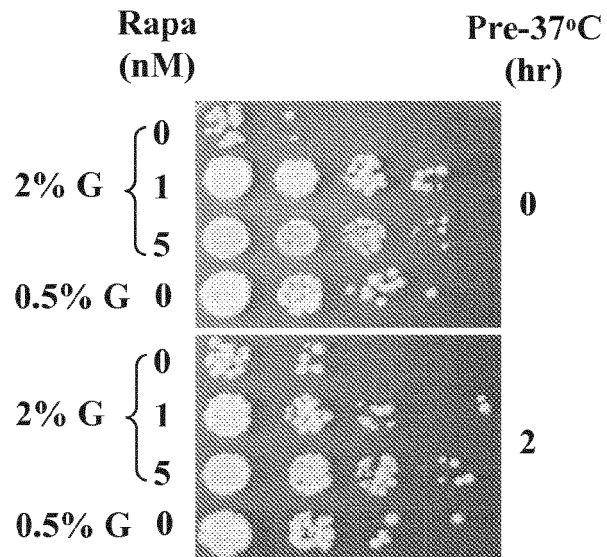 Rapa
(nM)
Pre-37°C
(hr)
0
2% G { 1
5
0.5% G 0
0
0
2% G { 1
5
0.5% G 0
2